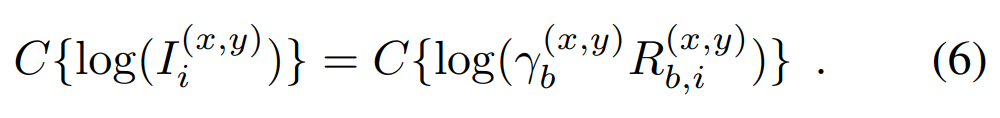 C{log(I_i^{(x,y)})} = C{log(γ_b^{(x,y)} R_{b,i}^{(x,y)})} . (6)